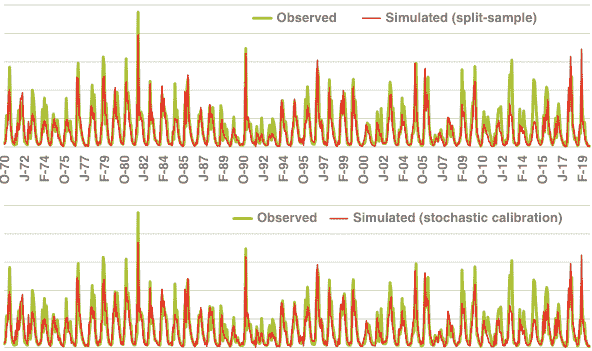 Observed Simulated (split-sample)
O-70 J-72 F-74 O-75 J-77 F-79 O-80 J-82 F-84 O-85 J-87 F-89 O-90 J-92 F-94 O-95 J-97 F-99 O-00 J-02 F-04 O-05 J-07 F-09 O-10 J-12 F-14 O-15 J-17 F-19
Observed Simulated (stochastic calibration)